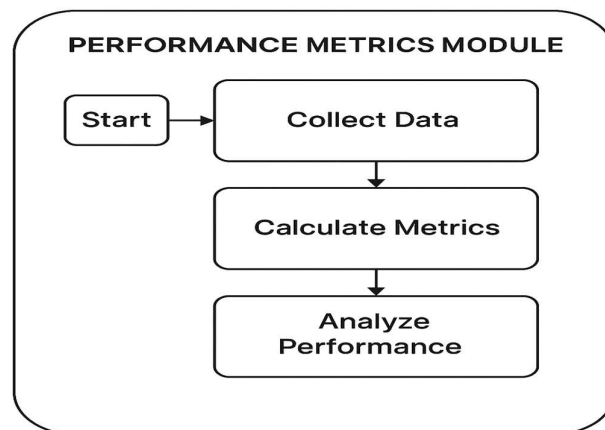 PERFORMANCE METRICS MODULE
Start
Collect Data
Calculate Metrics
Analyze
Performance